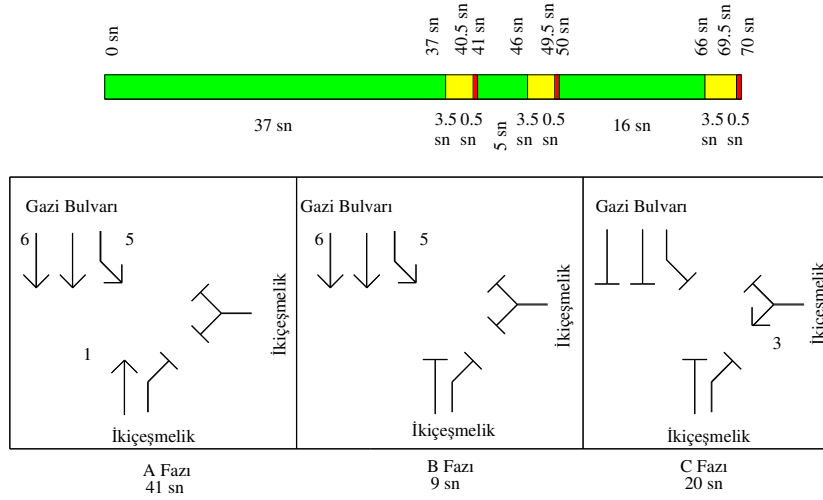 0 sn
37 sn
40.5 sn
41 sn
46 sn
49.5 sn
50 sn
66 sn
69.5 sn
70 sn
37 sn
3.5 sn
0.5 sn
5 sn
3.5 sn
0.5 sn
16 sn
3.5 sn
0.5 sn
Gazi Bulvarı
6
5
1
İkiçeşmelik
İkiçeşmelik
Gazi Bulvarı
6
5
İkiçeşmelik
İkiçeşmelik
Gazi Bulvarı
3
İkiçeşmelik
İkiçeşmelik
A Fazı
41 sn
B Fazı
9 sn
C Fazı
20 sn